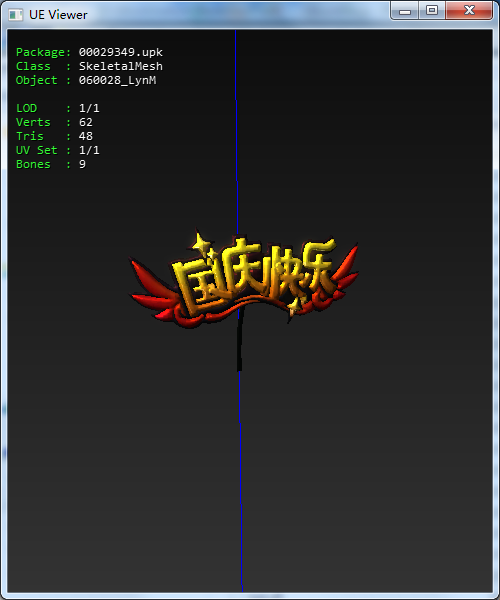 UE Viewer
Package: 00029349.upk
Class : SkeletalMesh
Object : 060028_LynM
LOD : 1/1
Verts : 62
Tris : 48
UV Set : 1/1
Bones : 9
国庆快乐